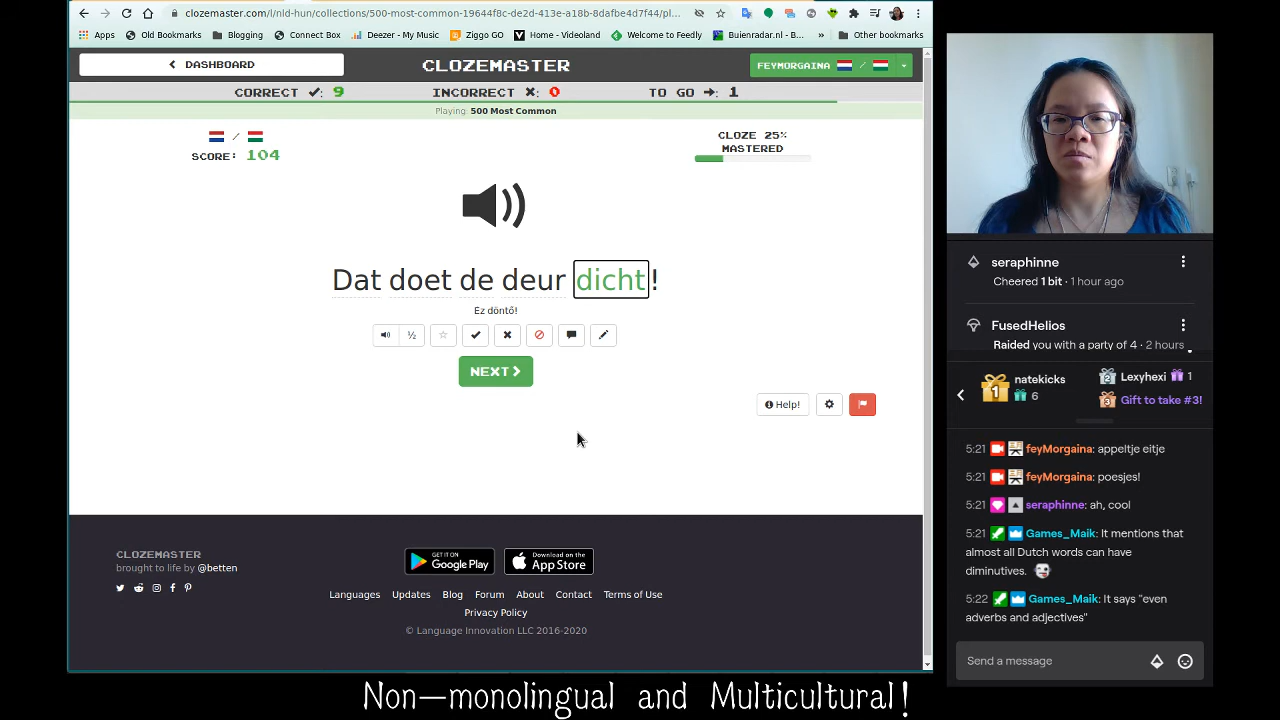 clozemaster.com/l/nld-hun/collections/500-most-common-19644f8c-de2d-413e-a18b-8dafbe4d7f44/pl...
Apps Old Bookmarks Blogging Connect Box Deezer - My Music Ziggo GO Home - Videoland Welcome to Feedly Buienradar.nl - B... » Other bookmarks
DASHBOARD
CLOZEMASTER
FEYMORGAINA /
CORRECT ✔: 9 INCORRECT ✖: 0 TO GO ➔: 1
Playing: 500 Most Common
/
SCORE: 104
CLOZE 25%
MASTERED
Dat doet de deur dicht!
Ez döntő!
½
NEXT
Help!
CLOZEMASTER
brought to life by @betten
GET IT ON
Google Play
Download on the
App Store
Languages Updates Blog Forum About Contact Terms of Use
Privacy Policy
© Language Innovation LLC 2016-2020
seraphinne
Cheered 1 bit · 1 hour ago
FusedHelios
Raided you with a party of 4 · 2 hours
1 natekicks
6
2 Lexyhexi 1
3 Gift to take #3!
5:21 feyMorgaina: appeltje eitje
5:21 feyMorgaina: poesjes!
5:21 seraphinne: ah, cool
5:21 Games_Maik: It mentions that
almost all Dutch words can have
diminutives.
5:22 Games_Maik: It says "even
adverbs and adjectives"
Send a message
Non-monolingual and Multicultural!